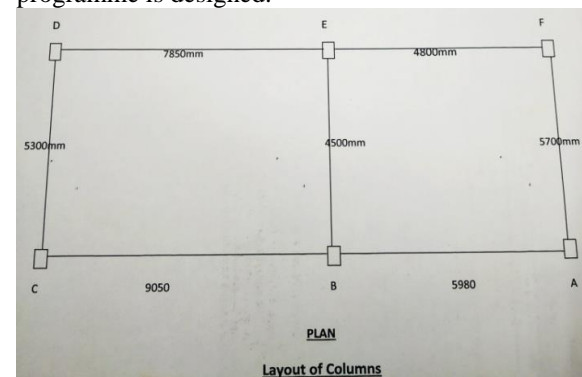 programme is designed.
D E F
7850mm 4800mm
5300mm 4500mm 5700mm
C 9050 B 5980 A
PLAN
Layout of Columns